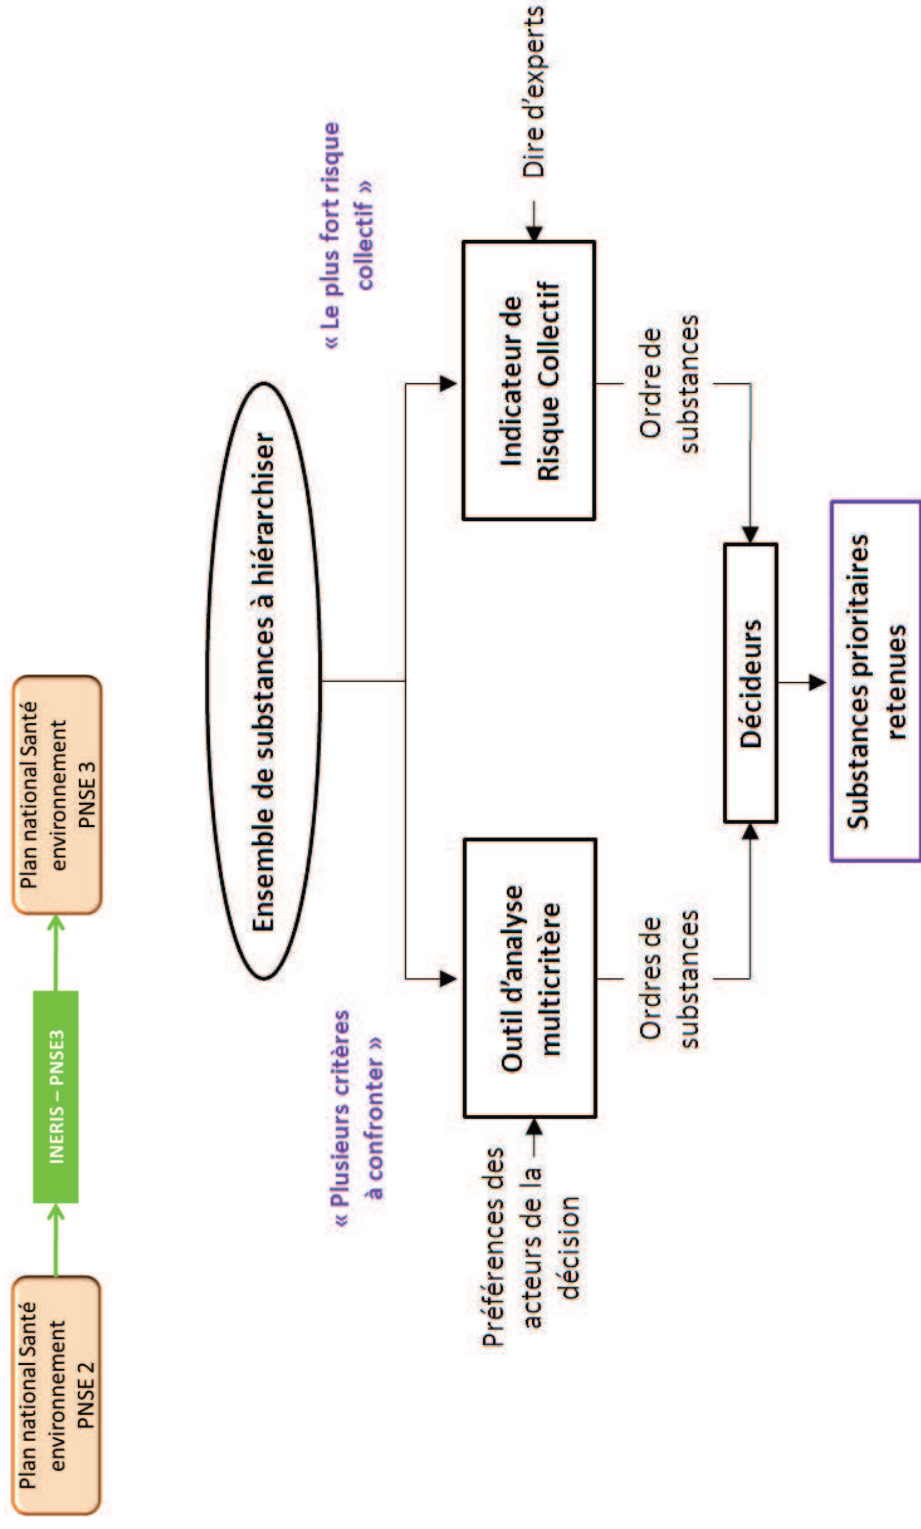 Plan national Santé
environnement
PNSE 2
INERIS – PNSE3
Plan national Santé
environnement
PNSE 3
Ensemble de substances à hiérarchiser
« Plusieurs critères
à confronter »
« Le plus fort risque
collectif »
Préférences des
acteurs de la
décision
Outil d'analyse
multicritère
Indicateur de
Risque Collectif
Dire d'experts
Ordres de
substances
Ordre de
substances
Décideurs
Substances prioritaires
retenues